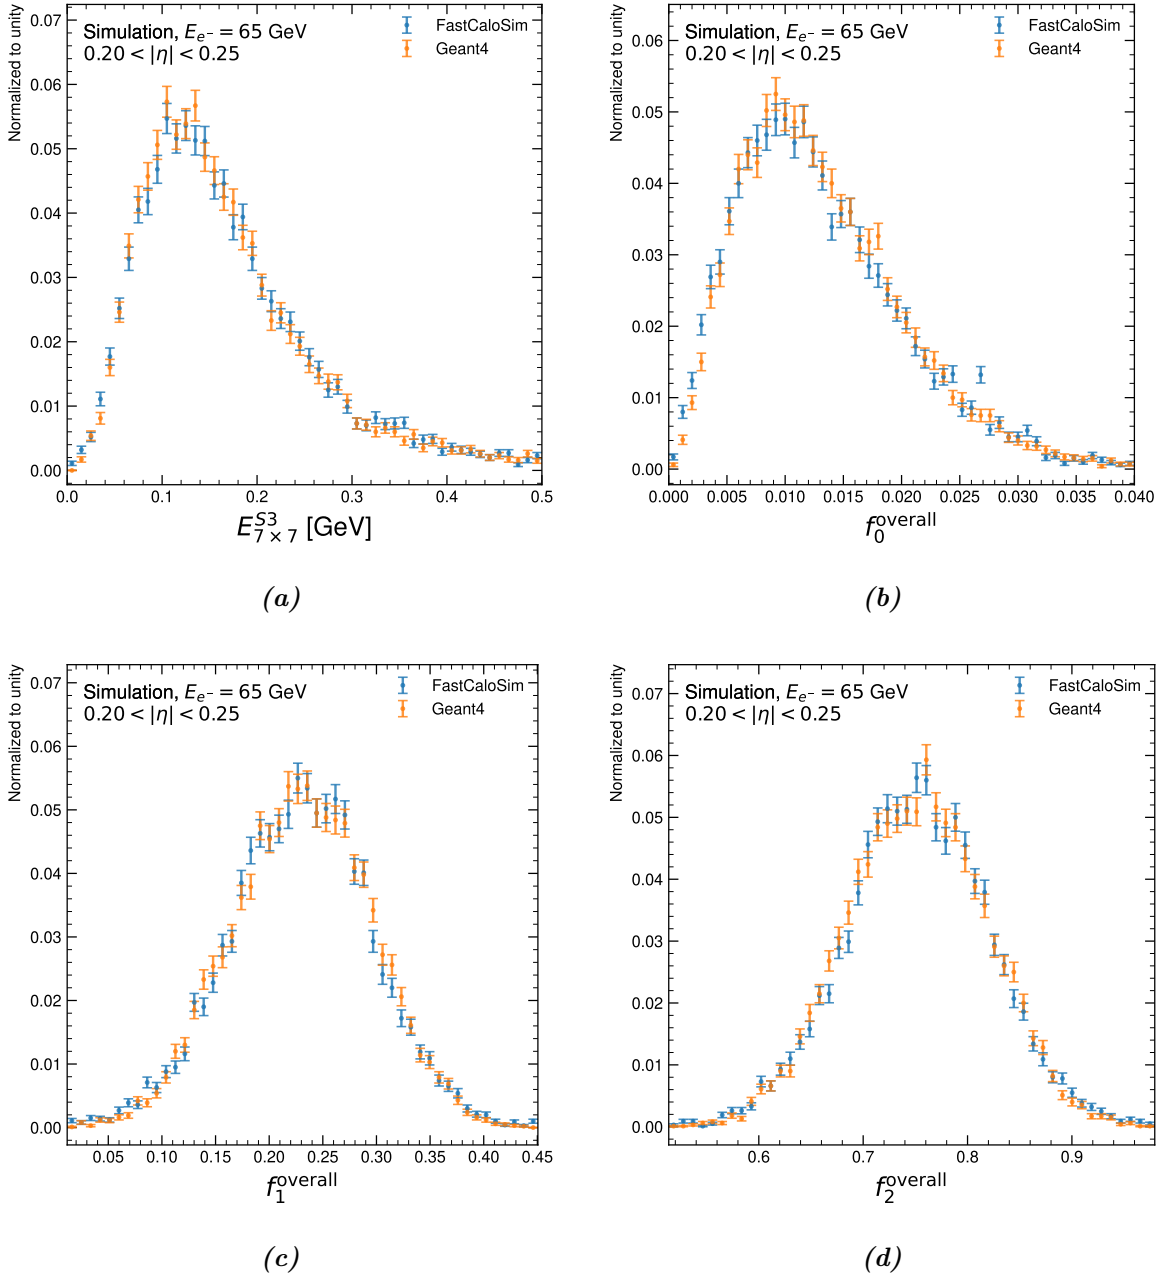 Normalized to unity
0.07
0.06
0.05
0.04
0.03
0.02
0.01
0.00
Simulation, E_{e^-} = 65 GeV
0.20 < |η| < 0.25
FastCaloSim
Geant4
0.0 0.1 0.2 0.3 0.4 0.5
E^{S3}_{7×7} [GeV]
(a)
Normalized to unity
0.06
0.05
0.04
0.03
0.02
0.01
0.00
Simulation, E_{e^-} = 65 GeV
0.20 < |η| < 0.25
FastCaloSim
Geant4
0.000 0.005 0.010 0.015 0.020 0.025 0.030 0.035 0.040
f_0^{overall}
(b)
Normalized to unity
0.07
0.06
0.05
0.04
0.03
0.02
0.01
0.00
Simulation, E_{e^-} = 65 GeV
0.20 < |η| < 0.25
FastCaloSim
Geant4
0.05 0.10 0.15 0.20 0.25 0.30 0.35 0.40 0.45
f_1^{overall}
(c)
Normalized to unity
0.07
0.06
0.05
0.04
0.03
0.02
0.01
0.00
Simulation, E_{e^-} = 65 GeV
0.20 < |η| < 0.25
FastCaloSim
Geant4
0.6 0.7 0.8 0.9
f_2^{overall}
(d)